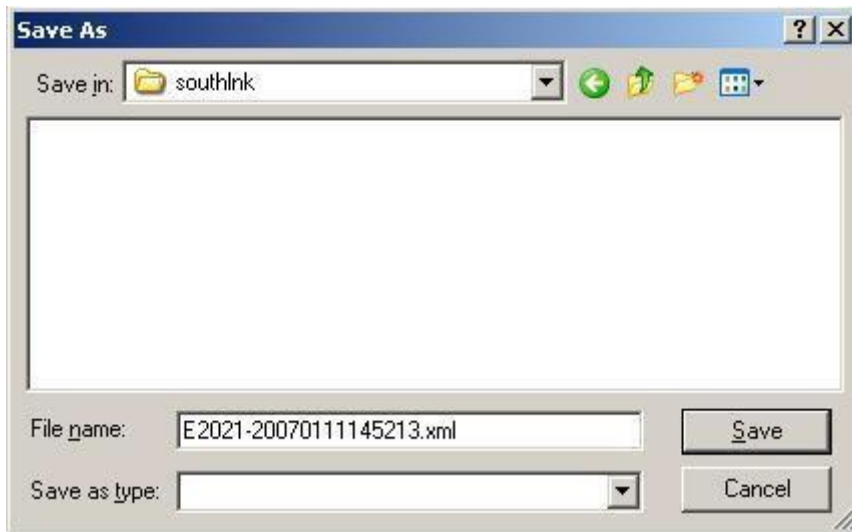 Save As
Save in: southlnk
File name: E2021-20070111145213.xml Save
Save as type: Cancel